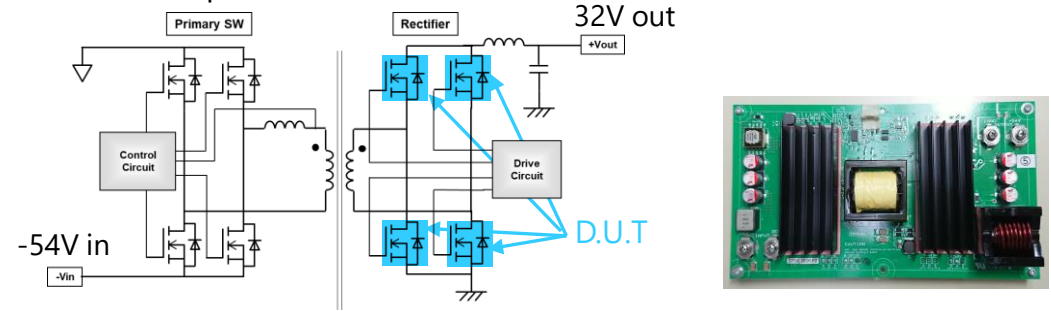 Primary SW
Rectifier
32V out
+Vout
Control
Circuit
Drive
Circuit
D.U.T
-54V in
-Vin